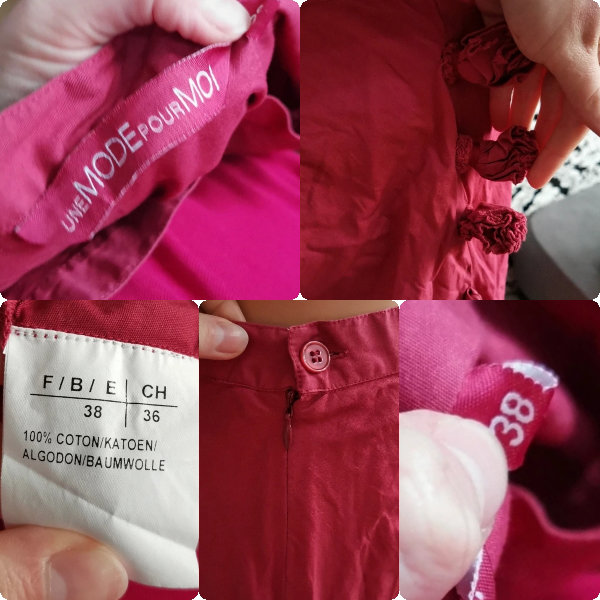 UNE MODE POUR MOI
F / B / E | CH
38 | 36
100% COTON/KATOEN/
ALGODON/BAUMWOLLE
38